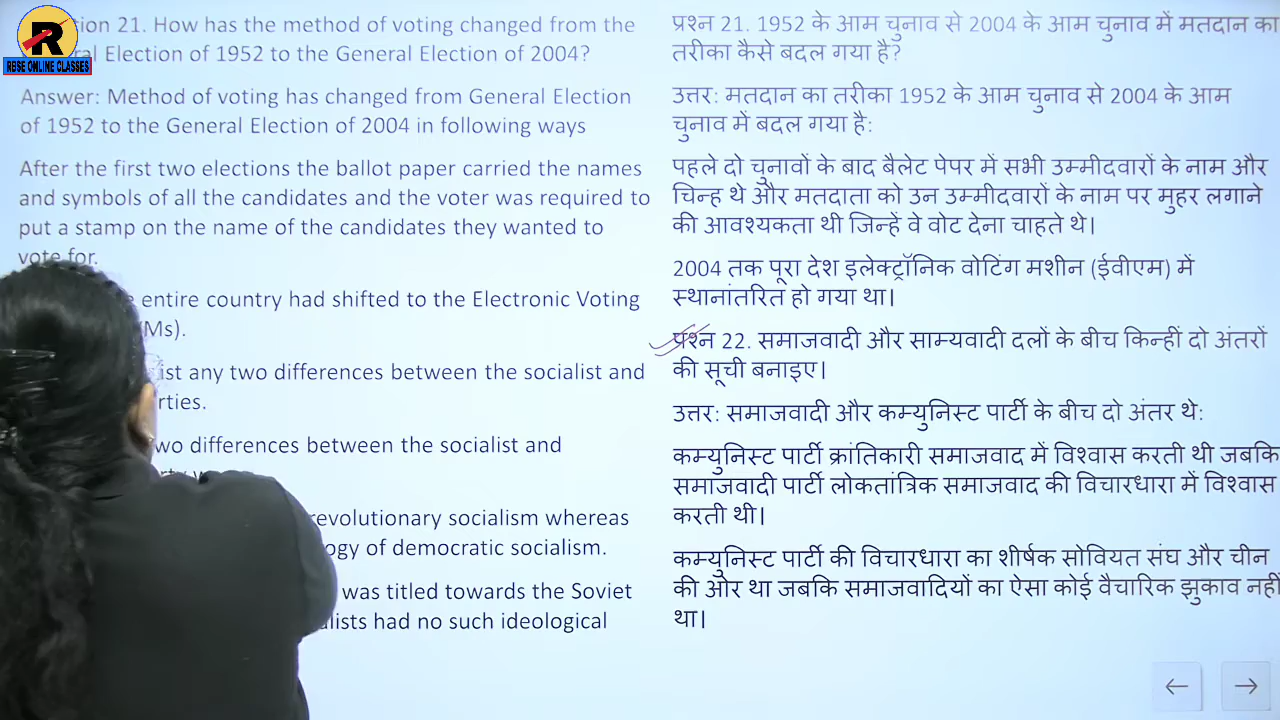 R
RBSE ONLINE CLASSES
ion 21. How has the method of voting changed from the
l Election of 1952 to the General Election of 2004?
Answer: Method of voting has changed from General Election
of 1952 to the General Election of 2004 in following ways
After the first two elections the ballot paper carried the names
and symbols of all the candidates and the voter was required to
put a stamp on the name of the candidates they wanted to
vote for.
entire country had shifted to the Electronic Voting
Ms).
ist any two differences between the socialist and
rties.
wo differences between the socialist and
revolutionary socialism whereas
ogy of democratic socialism.
was titled towards the Soviet
alists had no such ideological
प्रश्न 21. 1952 के आम चुनाव से 2004 के आम चुनाव में मतदान का
तरीका कैसे बदल गया है?
उत्तर: मतदान का तरीका 1952 के आम चुनाव से 2004 के आम
चुनाव में बदल गया है:
पहले दो चुनावों के बाद बैलेट पेपर में सभी उम्मीदवारों के नाम और
चिन्ह थे और मतदाता को उन उम्मीदवारों के नाम पर मुहर लगाने
की आवश्यकता थी जिन्हें वे वोट देना चाहते थे।
2004 तक पूरा देश इलेक्ट्रॉनिक वोटिंग मशीन (ईवीएम) में
स्थानांतरित हो गया था।
प्रश्न 22. समाजवादी और साम्यवादी दलों के बीच किन्हीं दो अंतरों
की सूची बनाइए।
उत्तर: समाजवादी और कम्युनिस्ट पार्टी के बीच दो अंतर थे:
कम्युनिस्ट पार्टी क्रांतिकारी समाजवाद में विश्वास करती थी जबकि
समाजवादी पार्टी लोकतांत्रिक समाजवाद की विचारधारा में विश्वास
करती थी।
कम्युनिस्ट पार्टी की विचारधारा का शीर्षक सोवियत संघ और चीन
की ओर था जबकि समाजवादियों का ऐसा कोई वैचारिक झुकाव नहीं
था।